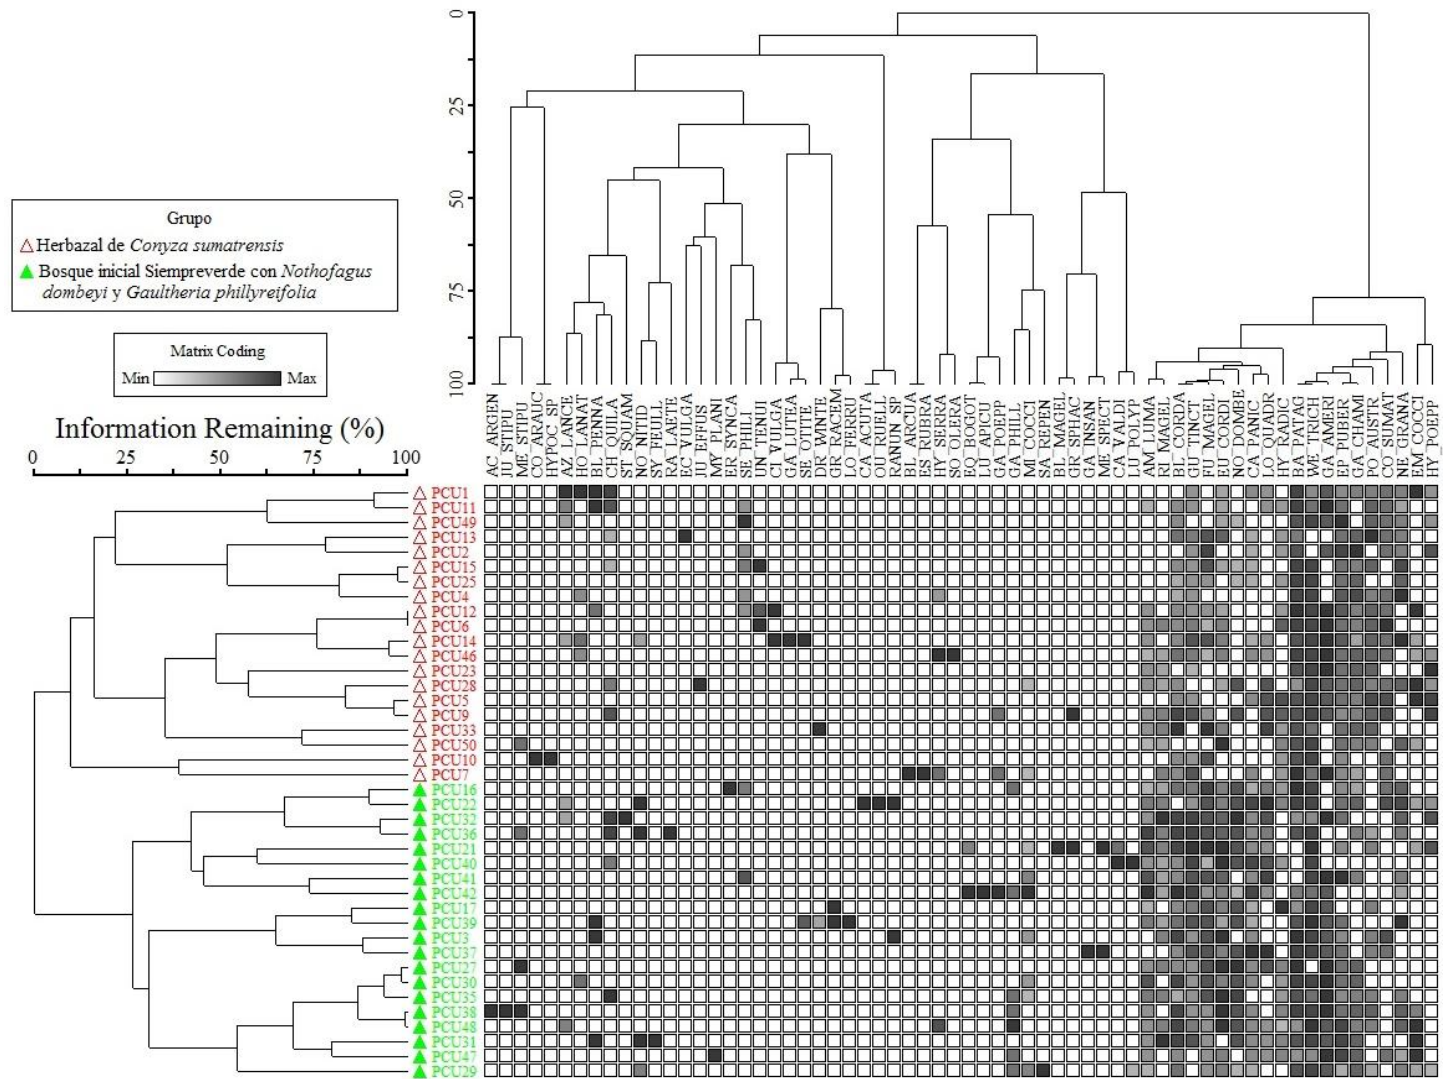 Grupo
Herbazal de Conyza sumatrensis
Bosque inicial Siempreverde con Nothofagus
dombeyi y Gaultheria phillyreifolia
Matrix Coding
Min Max
Information Remaining (%)
0 25 50 75 100
0
25
50
75
100
AC_ARGEN
JU_STIPU
ME_STIPU
CO_ARAUC
HYPOC_SP
AZ_LANCE
HO_LANAT
BL_PENNA
CH_QUILA
ST_SQUAM
NO_NITID
SY_FEUIL
RA_LAETE
EC_VULGA
JU_EFFUS
MY_PLANI
ER_SYNCA
SE_PHILI
UN_TENUI
CI_VULGA
GA_LUTEA
SE_OTITE
DR_WINTE
GR_RACEM
LO_FERRU
CA_ACUTA
QU_RUELL
RANUN_SP
BL_ARCUA
ES_RUBRA
HY_SERRA
SO_OLERA
EQ_BOGOT
LU_APICU
GA_POEPP
GA_PHILL
MI_COCCI
SA_REPEN
BL_MAGEL
GR_SPHAC
GA_INSAN
ME_SPECT
CA_VALDI
LU_POLYP
AM_LUMA
RI_MAGEL
BL_CORDA
GU_TINCT
FU_MAGEL
EU_CORDI
NO_DOMBE
CA_PANIC
LO_QUADR
HY_RADIC
BA_PATAG
WE_TRICH
GA_AMERI
EP_PUBER
GA_CHAMI
PO_AUSTR
CO_SUMAT
NE_GRANA
EM_COCCI
HY_POEPP
PCU1
PCU11
PCU49
PCU13
PCU2
PCU15
PCU25
PCU4
PCU12
PCU6
PCU14
PCU46
PCU23
PCU28
PCU5
PCU9
PCU33
PCU50
PCU10
PCU7
PCU16
PCU22
PCU32
PCU36
PCU21
PCU40
PCU41
PCU42
PCU17
PCU39
PCU3
PCU37
PCU27
PCU30
PCU35
PCU38
PCU48
PCU31
PCU47
PCU29